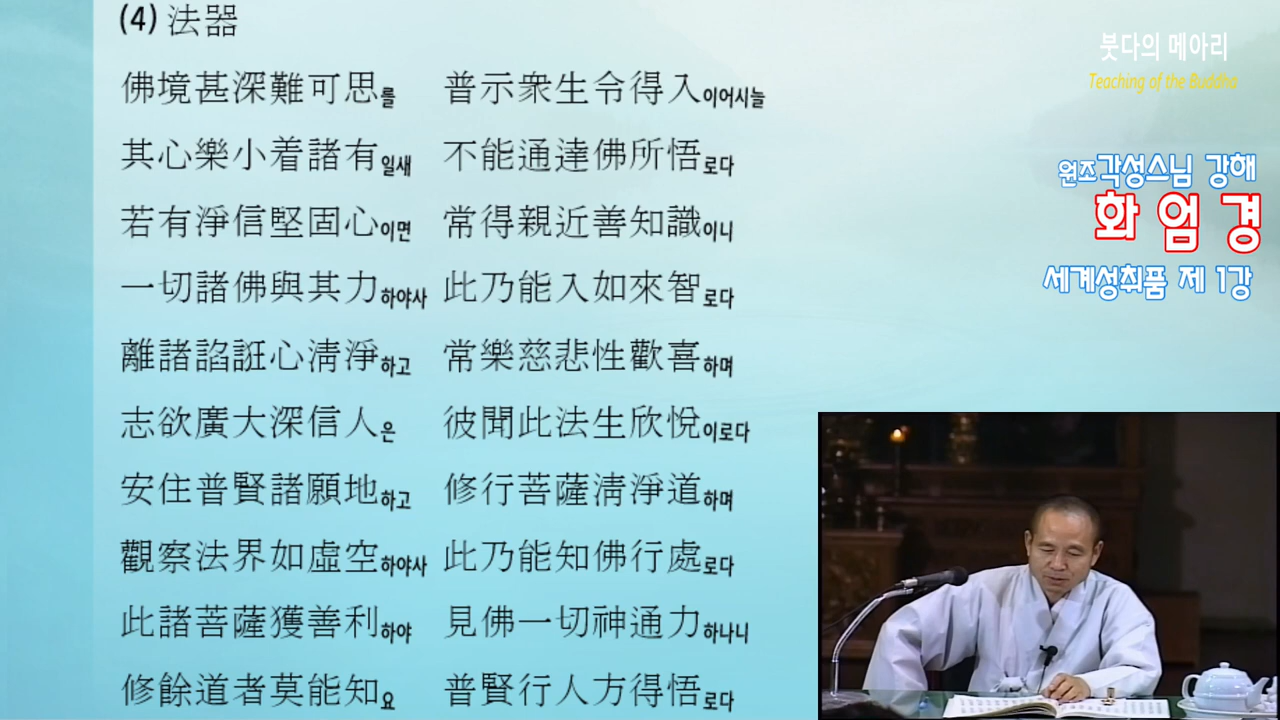 (4) 法器
佛境甚深難可思를 普示衆生令得入이어시늘
其心樂小着諸有일새 不能通達佛所悟로다
若有淨信堅固心이면 常得親近善知識이니
一切諸佛與其力하야사 此乃能入如來智로다
離諸諂誑心淸淨하고 常樂慈悲性歡喜하며
志欲廣大深信人은 彼聞此法生欣悅이로다
安住普賢諸願地하고 修行菩薩淸淨道하며
觀察法界如虛空하야사 此乃能知佛行處로다
此諸菩薩獲善利하야 見佛一切神通力하나니
修餘道者莫能知요 普賢行人方得悟로다
붓다의 메아리
Teaching of the Buddha
원조각성스님 강해
화엄경
세계성취품 제 1강